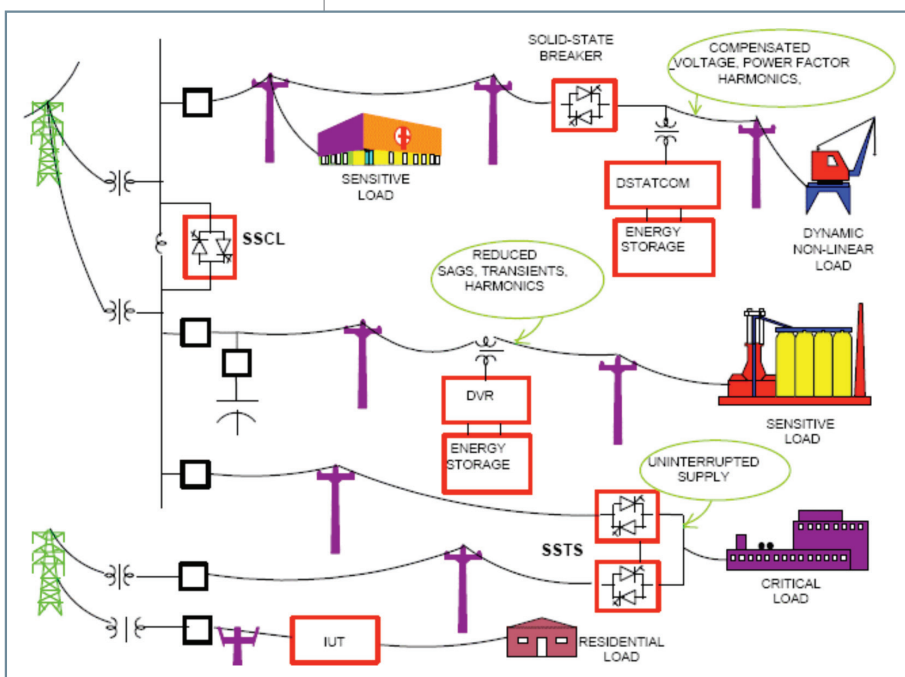 SOLID-STATE
BREAKER
COMPENSATED
VOLTAGE, POWER FACTOR
HARMONICS,
SENSITIVE
LOAD
DSTATCOM
ENERGY
STORAGE
DYNAMIC
NON-LINEAR
LOAD
SSCL
REDUCED
SAGS, TRANSIENTS,
HARMONICS
DVR
ENERGY
STORAGE
SENSITIVE
LOAD
UNINTERRUPTED
SUPPLY
SSTS
CRITICAL
LOAD
IUT
RESIDENTIAL
LOAD